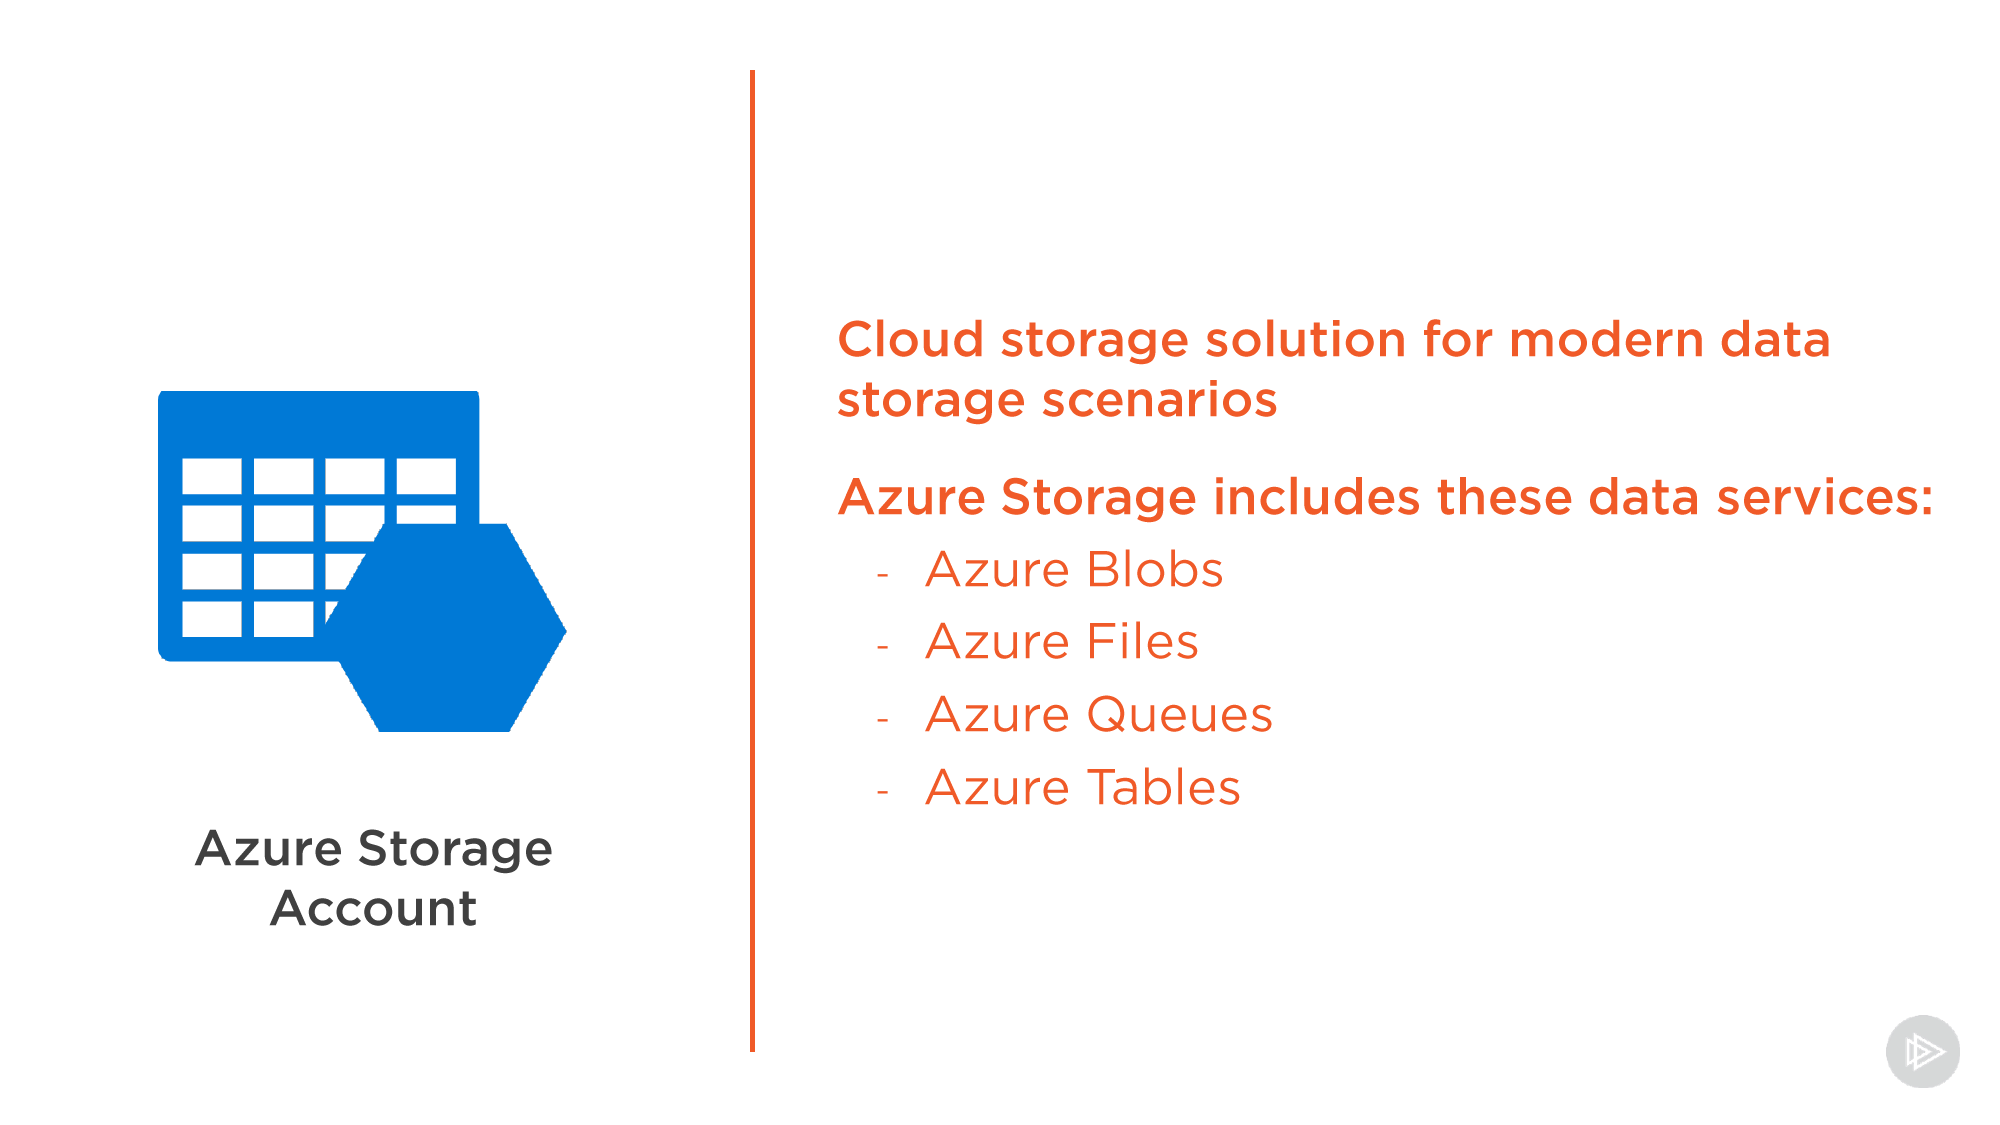 Azure Storage
Account
Cloud storage solution for modern data
storage scenarios
Azure Storage includes these data services:
- Azure Blobs
- Azure Files
- Azure Queues
- Azure Tables